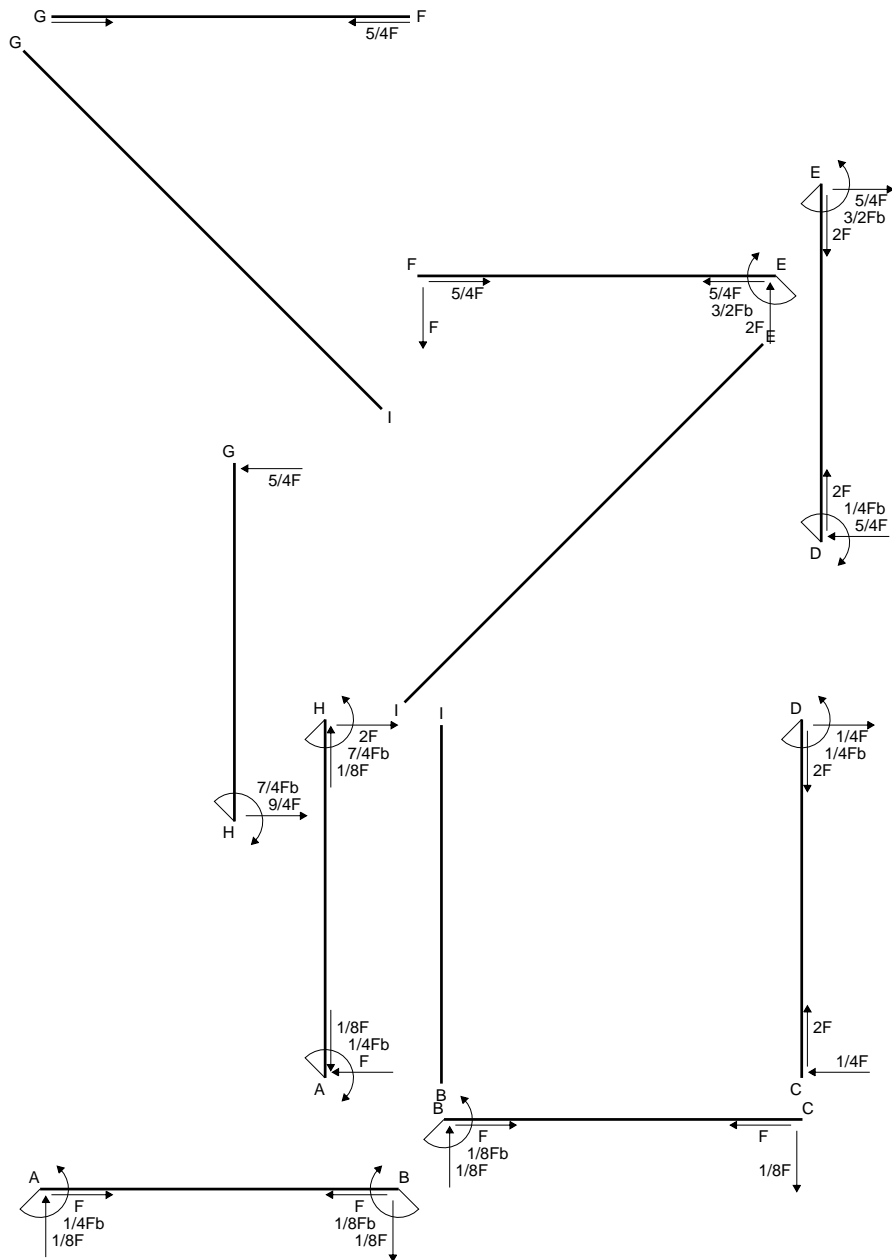 G F
5/4F
G
E
5/4F
3/2Fb
2F
F E
5/4F 5/4F
3/2Fb
F 2F
E
I
G
5/4F
2F
1/4Fb
5/4F
D
H I I D
2F 1/4F
7/4Fb 1/4Fb
1/8F 2F
7/4Fb
9/4F
H
1/8F 2F
1/4Fb
F 1/4F
A B C
B C
F F
1/8Fb
1/8F 1/8F
A B
F F
1/4Fb 1/8Fb
1/8F 1/8F